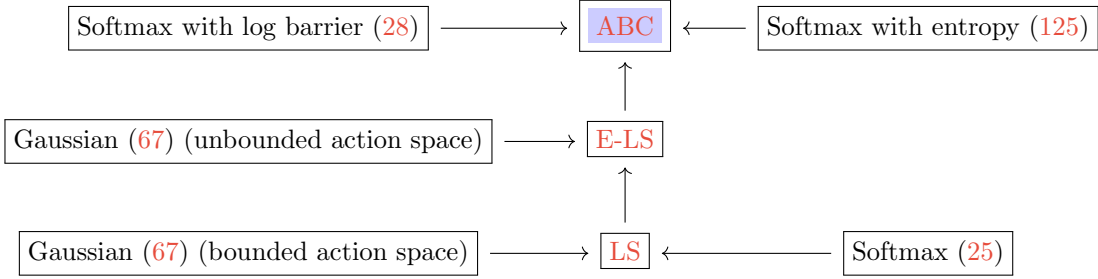 Softmax with log barrier (28)
ABC
Softmax with entropy (125)
Gaussian (67) (unbounded action space)
E-LS
Gaussian (67) (bounded action space)
LS
Softmax (25)